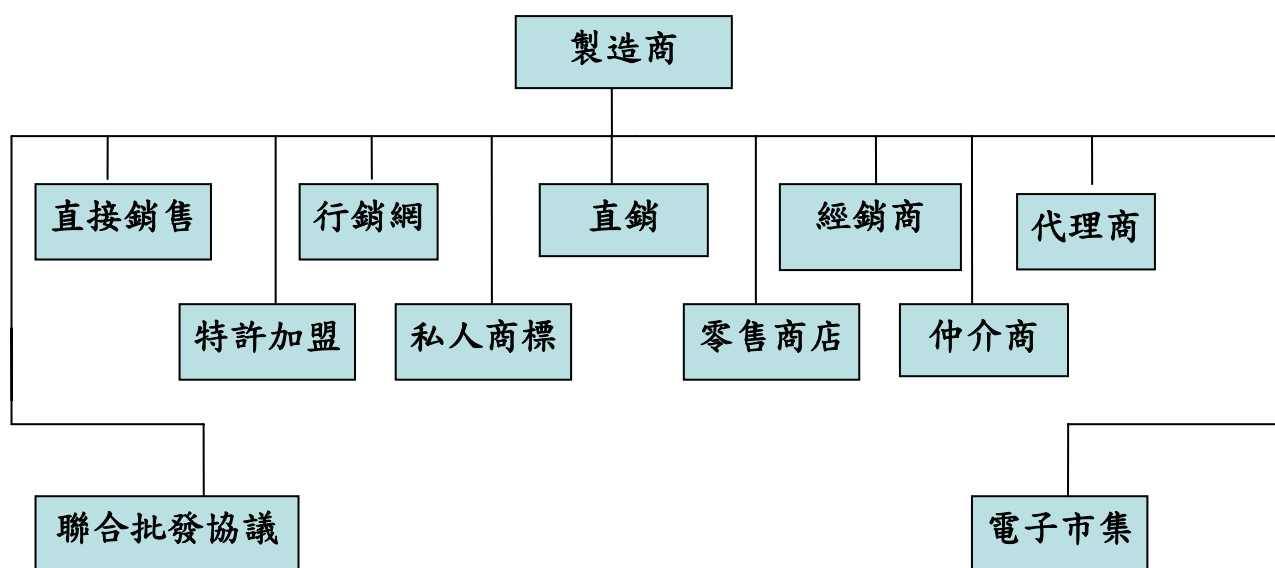 製造商
直接銷售
行銷網
直銷
經銷商
代理商
特許加盟
私人商標
零售商店
仲介商
聯合批發協議
電子市集